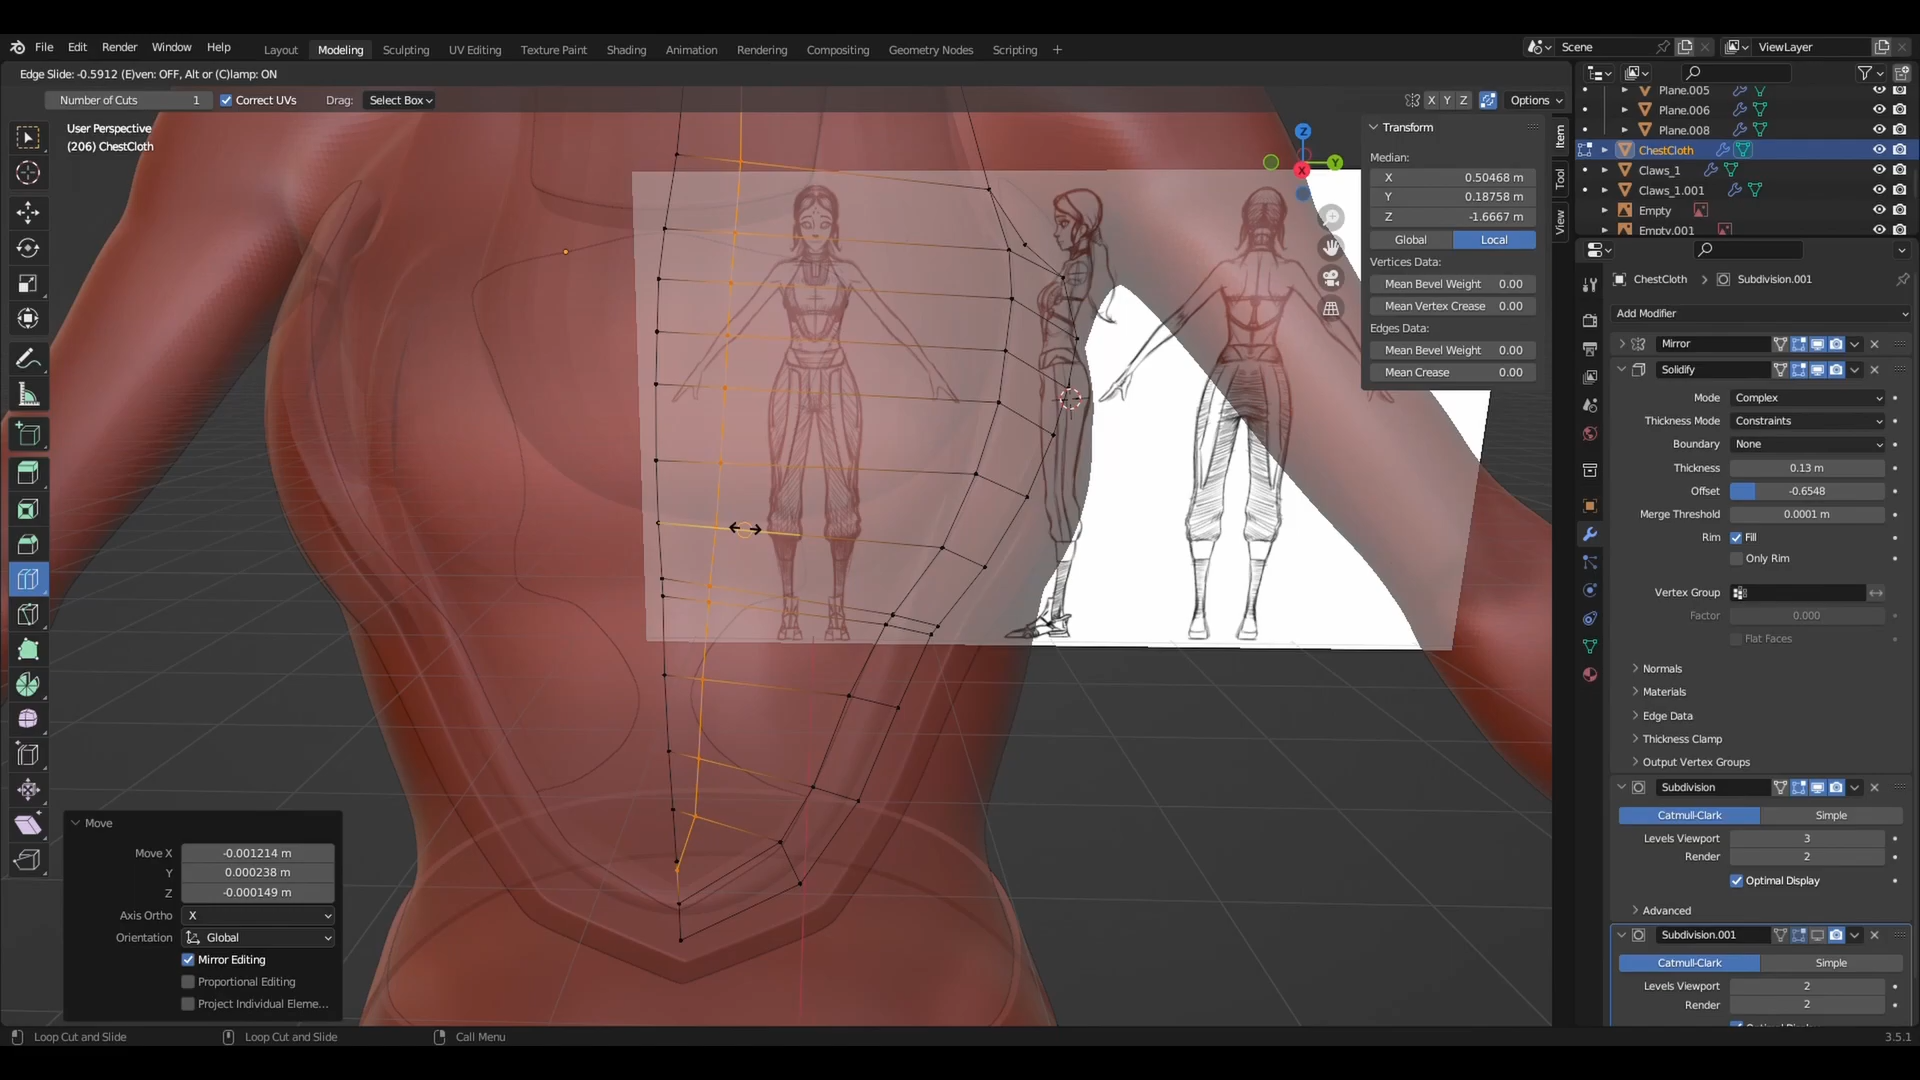 File Edit Render Window Help
Layout Modeling Sculpting UV Editing Texture Paint Shading Animation Rendering Compositing Geometry Nodes Scripting +
Scene
ViewLayer
Edge Slide: -0.5912 (E)ven: OFF, Alt or (C)lamp: ON
Number of Cuts 1
Correct UVs
Drag: Select Box
X Y Z
Options
User Perspective
(206) ChestCloth
Z
Y
X
Transform
Median:
X 0.50468 m
Y 0.18758 m
Z -1.6667 m
Global Local
Vertices Data:
Mean Bevel Weight 0.00
Mean Vertex Crease 0.00
Edges Data:
Mean Bevel Weight 0.00
Mean Crease 0.00
Item
Tool
View
Plane.005
Plane.006
Plane.008
ChestCloth
Claws_1
Claws_1.001
Empty
Empty.001
ChestCloth > Subdivision.001
Add Modifier
Mirror
Solidify
Mode Complex
Thickness Mode Constraints
Boundary None
Thickness 0.13 m
Offset -0.6548
Merge Threshold 0.0001 m
Rim Fill
Only Rim
Vertex Group
Factor 0.000
Flat Faces
Normals
Materials
Edge Data
Thickness Clamp
Output Vertex Groups
Subdivision
Catmull-Clark Simple
Levels Viewport 3
Render 2
Optimal Display
Advanced
Subdivision.001
Catmull-Clark Simple
Levels Viewport 2
Render 2
Move
Move X -0.001214 m
Y 0.000238 m
Z -0.000149 m
Axis Ortho X
Orientation Global
Mirror Editing
Proportional Editing
Project Individual Eleme...
Loop Cut and Slide
Loop Cut and Slide
Call Menu
3.5.1